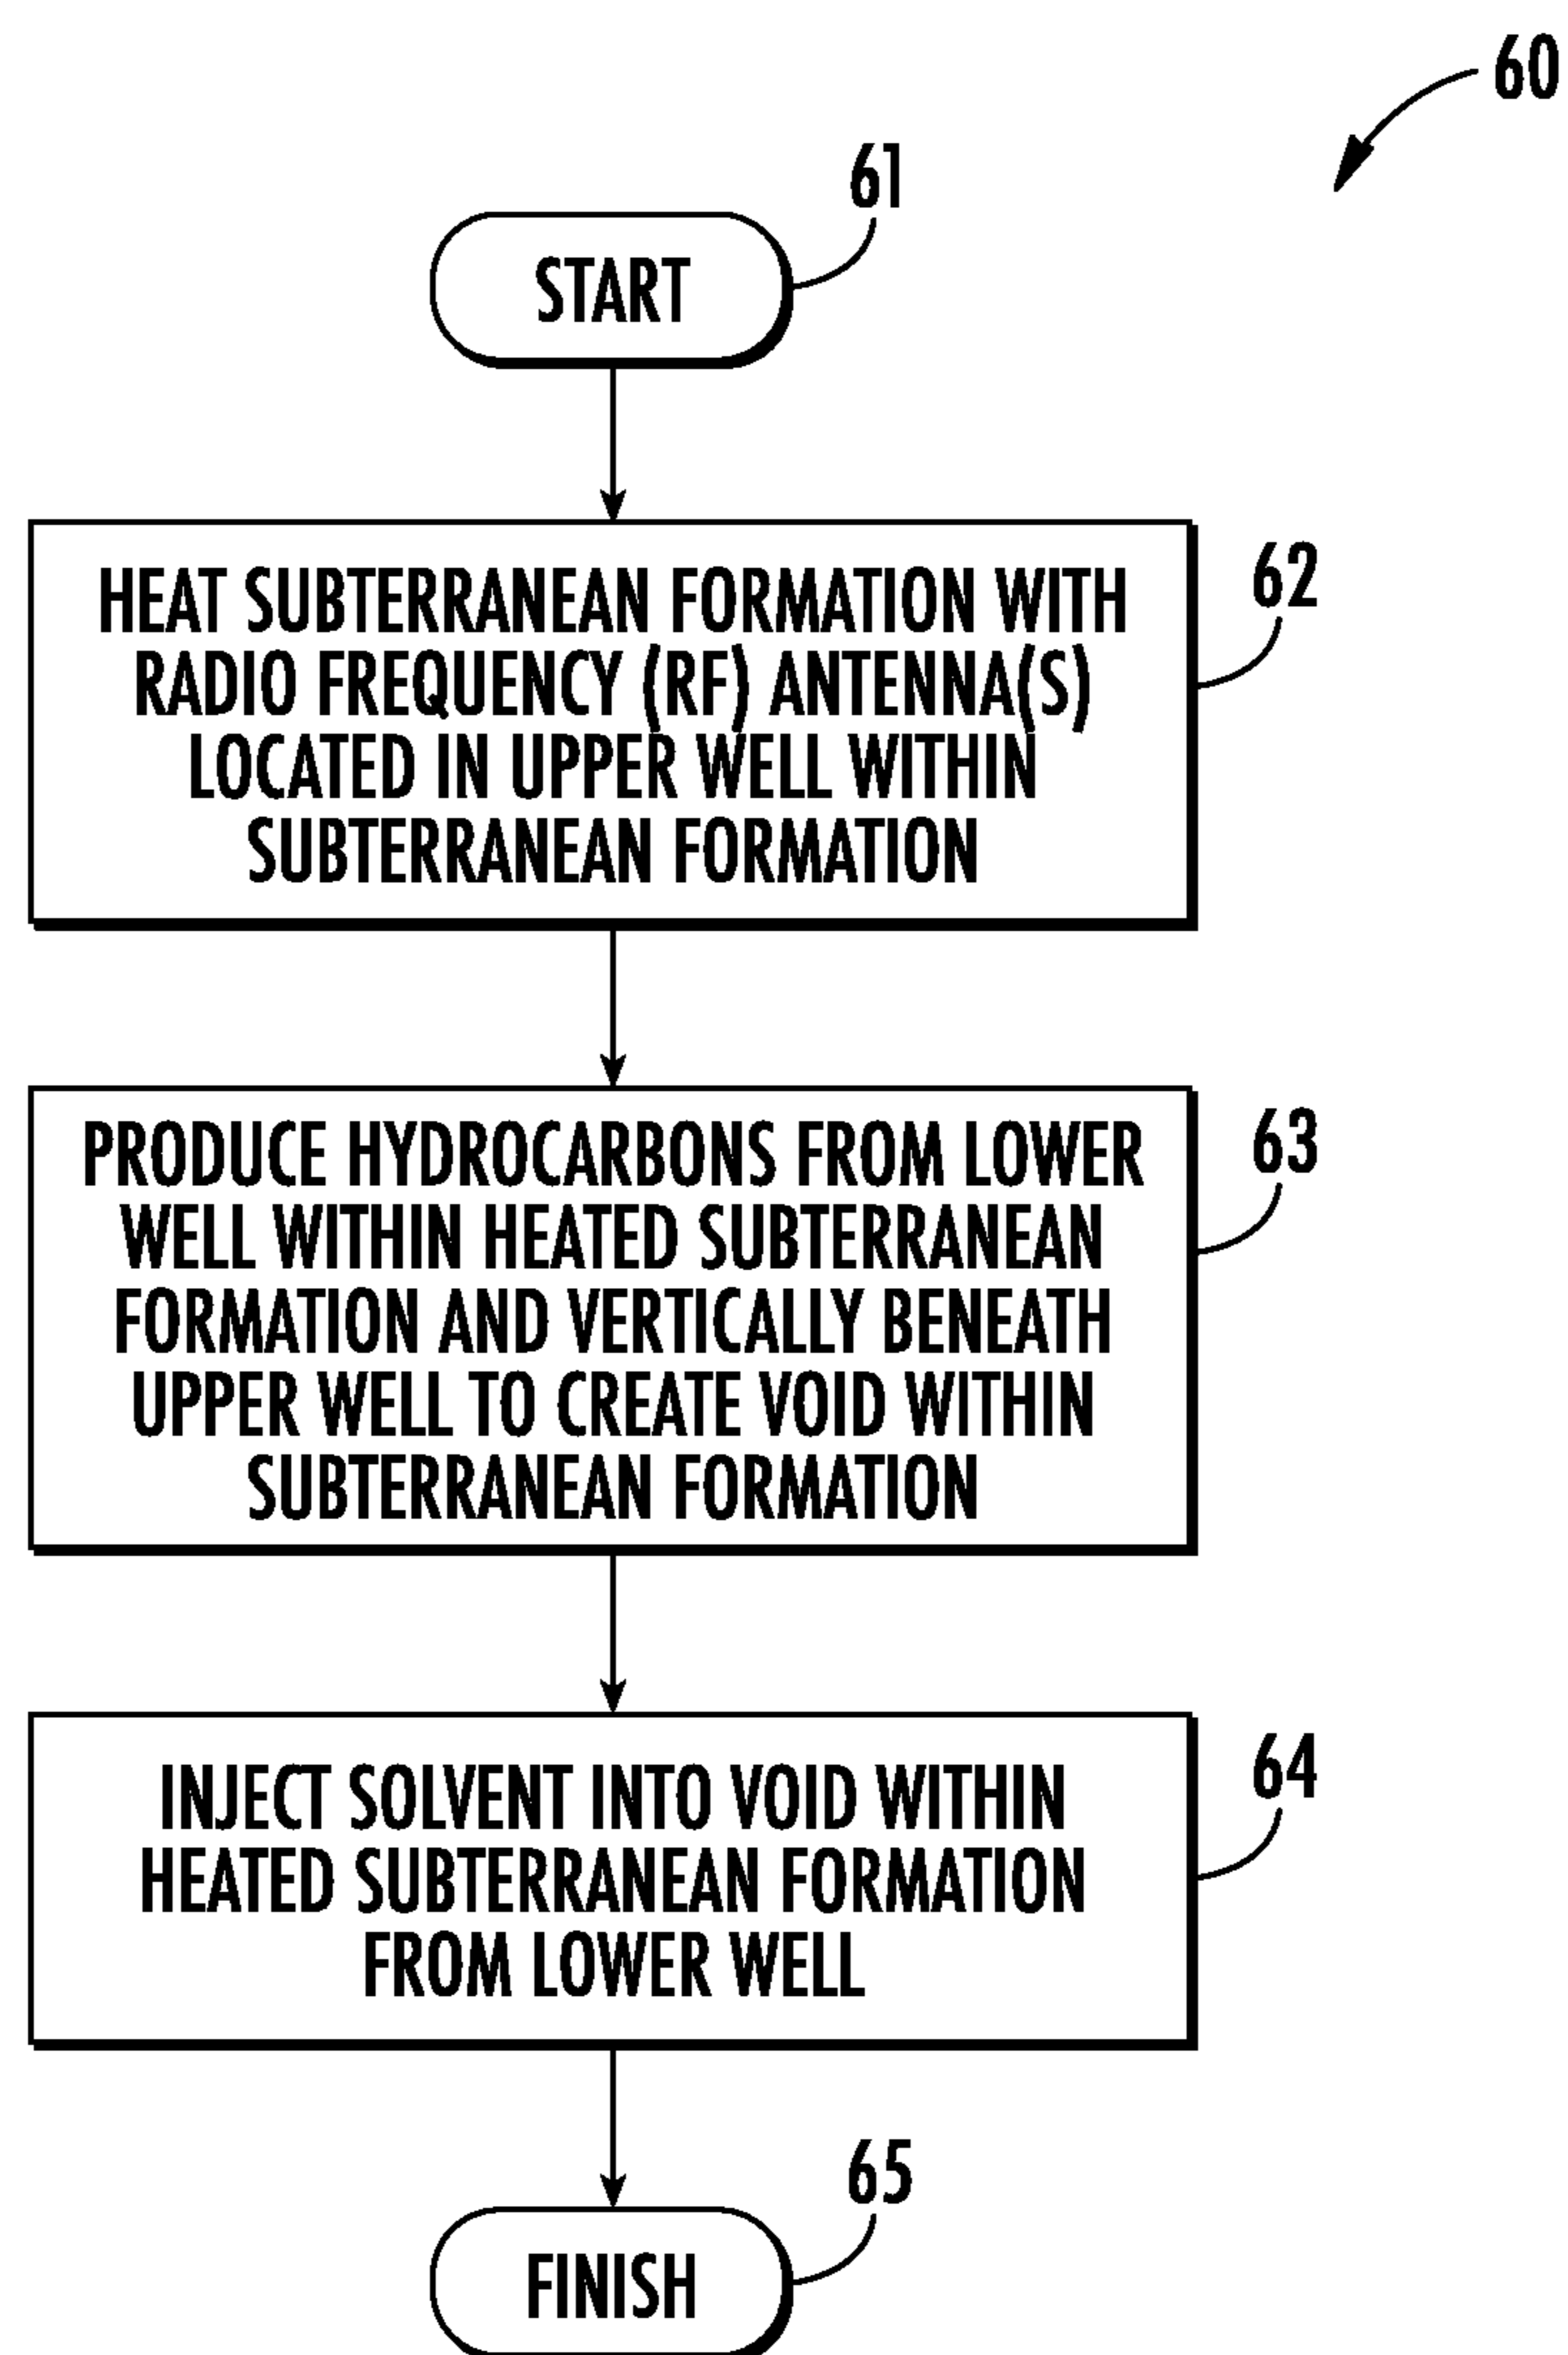 60
61
START
62
HEAT SUBTERRANEAN FORMATION WITH
RADIO FREQUENCY (RF) ANTENNA(S)
LOCATED IN UPPER WELL WITHIN
SUBTERRANEAN FORMATION
63
PRODUCE HYDROCARBONS FROM LOWER
WELL WITHIN HEATED SUBTERRANEAN
FORMATION AND VERTICALLY BENEATH
UPPER WELL TO CREATE VOID WITHIN
SUBTERRANEAN FORMATION
64
INJECT SOLVENT INTO VOID WITHIN
HEATED SUBTERRANEAN FORMATION
FROM LOWER WELL
65
FINISH